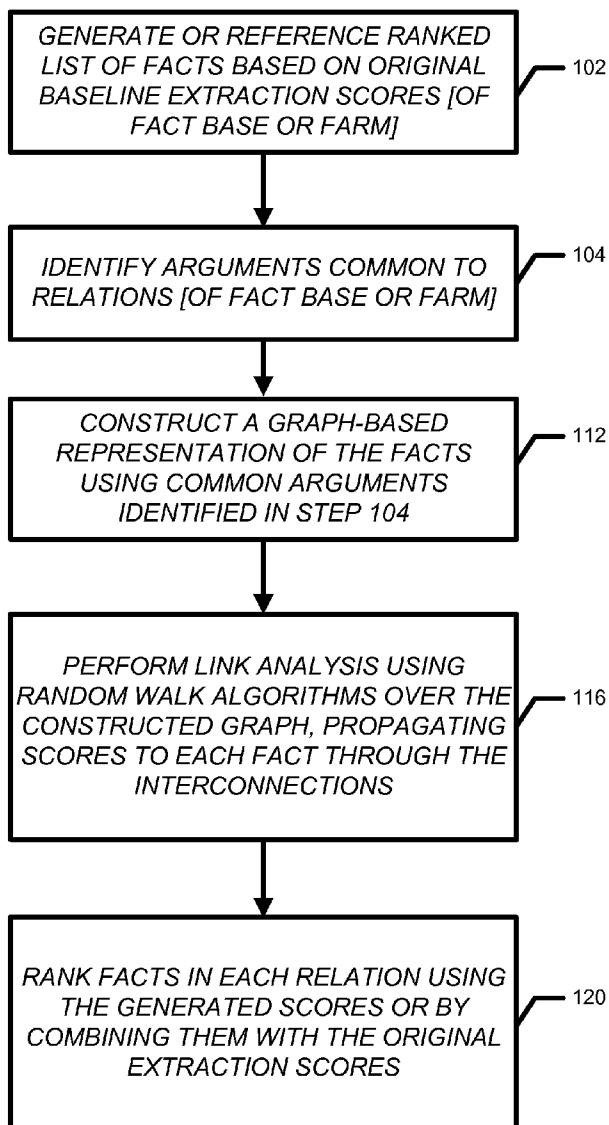 GENERATE OR REFERENCE RANKED
LIST OF FACTS BASED ON ORIGINAL
BASELINE EXTRACTION SCORES [OF
FACT BASE OR FARM]
102
IDENTIFY ARGUMENTS COMMON TO
RELATIONS [OF FACT BASE OR FARM]
104
CONSTRUCT A GRAPH-BASED
REPRESENTATION OF THE FACTS
USING COMMON ARGUMENTS
IDENTIFIED IN STEP 104
112
PERFORM LINK ANALYSIS USING
RANDOM WALK ALGORITHMS OVER THE
CONSTRUCTED GRAPH, PROPAGATING
SCORES TO EACH FACT THROUGH THE
INTERCONNECTIONS
116
RANK FACTS IN EACH RELATION USING
THE GENERATED SCORES OR BY
COMBINING THEM WITH THE ORIGINAL
EXTRACTION SCORES
120